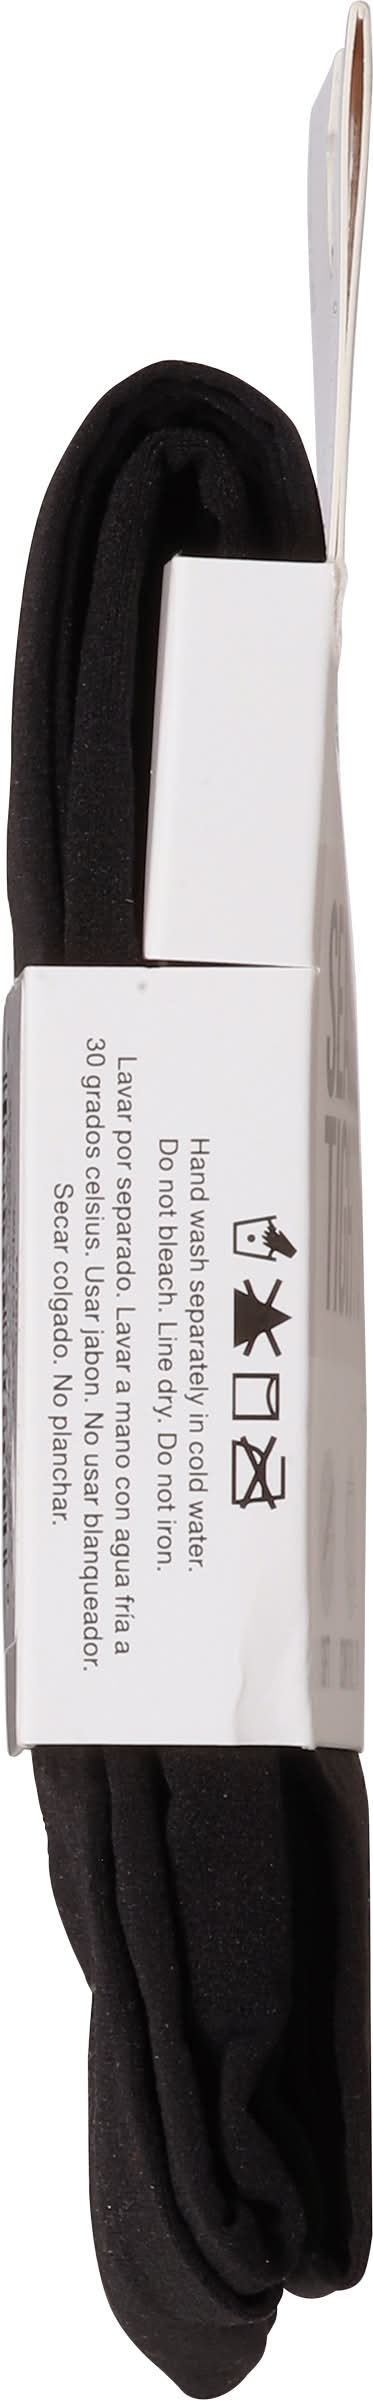 Hand wash separately in cold water.
Do not bleach. Line dry. Do not iron.
Lavar por separado. Lavar a mano con agua fría a
30 grados celsius. Usar jabon. No usar blanqueador.
Secar colgado. No planchar.